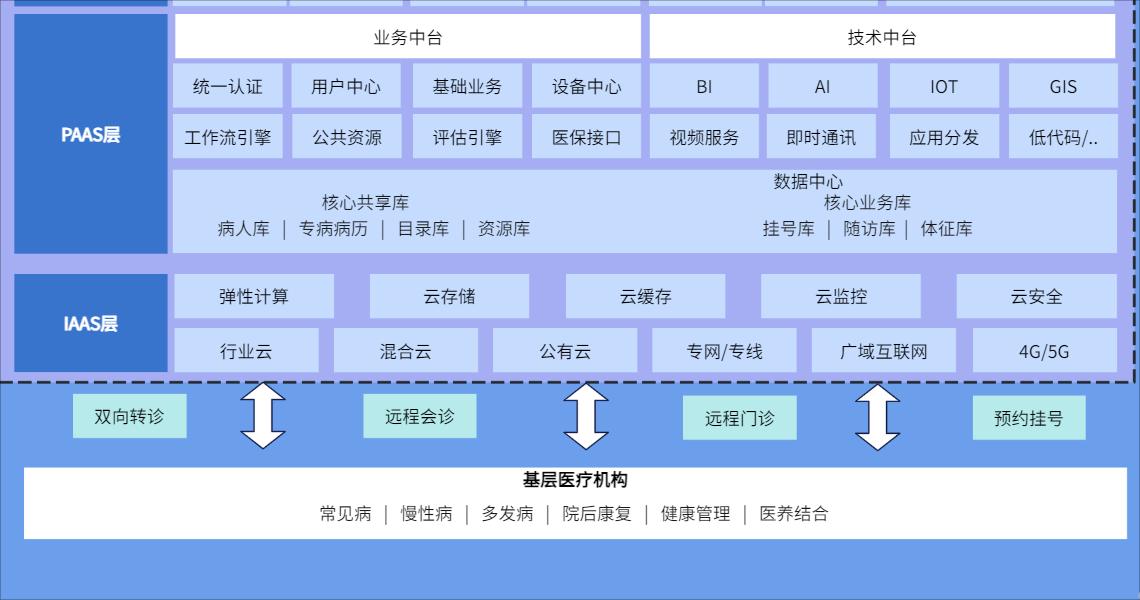 业务中台 技术中台
统一认证 用户中心 基础业务 设备中心 BI AI IOT GIS
PAAS层
工作流引擎 公共资源 评估引擎 医保接口 视频服务 即时通讯 应用分发 低代码/..
数据中心
核心共享库 核心业务库
病人库 | 专病病历 | 目录库 | 资源库 挂号库 | 随访库 | 体征库
弹性计算 云存储 云缓存 云监控 云安全
IAAS层
行业云 混合云 公有云 专网/专线 广域互联网 4G/5G
双向转诊 远程会诊 远程门诊 预约挂号
基层医疗机构
常见病 | 慢性病 | 多发病 | 院后康复 | 健康管理 | 医养结合